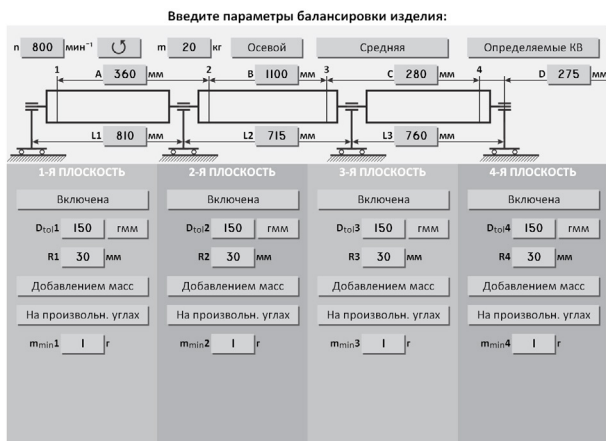 Введите параметры балансировки изделия:
n 800 мин⁻¹ m 20 кг Осевой Средняя Определяемые КВ
1 A 360 мм 2 B 1100 мм 3 C 280 мм 4 D 275 мм
L1 810 мм L2 715 мм L3 760 мм
1-Я ПЛОСКОСТЬ 2-Я ПЛОСКОСТЬ 3-Я ПЛОСКОСТЬ 4-Я ПЛОСКОСТЬ
Включена Включена Включена Включена
Dtol1 150 гмм Dtol2 150 гмм Dtol3 150 гмм Dtol4 150 гмм
R1 30 мм R2 30 мм R3 30 мм R4 30 мм
Добавлением масс Добавлением масс Добавлением масс Добавлением масс
На произвольн. углах На произвольн. углах На произвольн. углах На произвольн. углах
mmin1 1 г mmin2 1 г mmin3 1 г mmin4 1 г